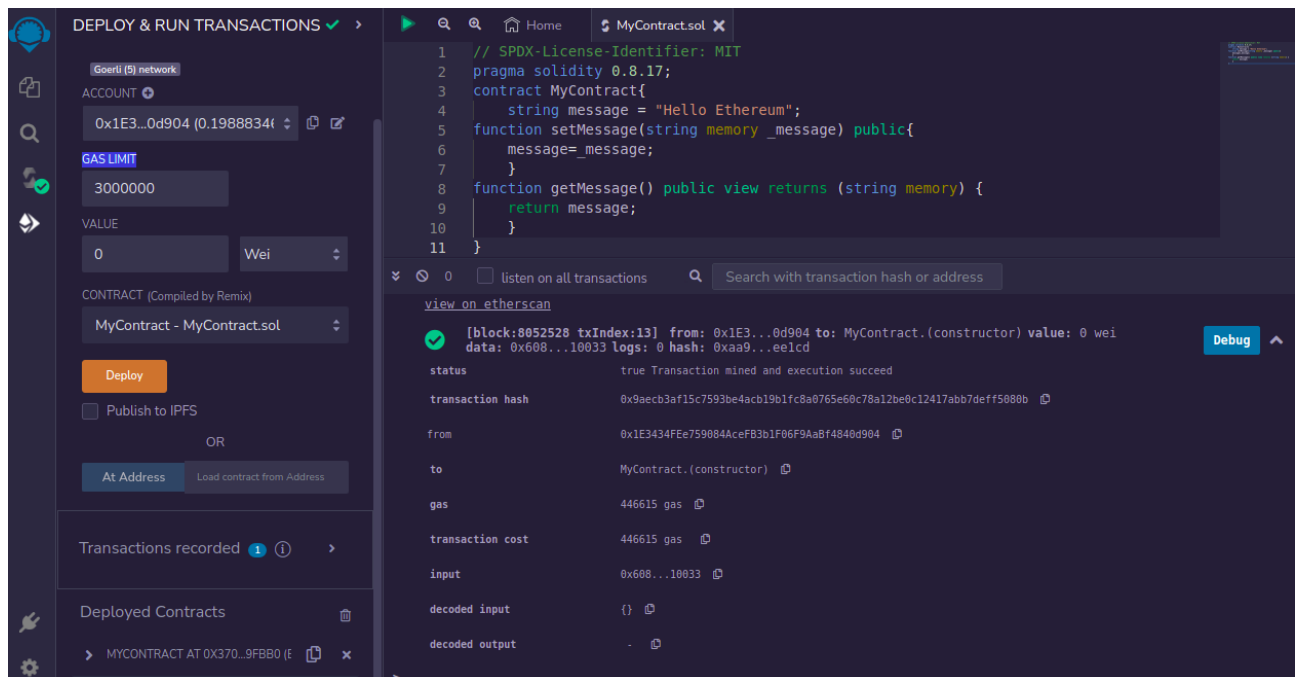 DEPLOY & RUN TRANSACTIONS
Goerli (5) network
ACCOUNT
0x1E3...0d904 (0.1988834
GAS LIMIT
3000000
VALUE
0
Wei
CONTRACT (Compiled by Remix)
MyContract - MyContract.sol
Deploy
Publish to IPFS
OR
At Address
Load contract from Address
Transactions recorded 1
Deployed Contracts
MYCONTRACT AT 0X370...9FBB0 (
Home
MyContract.sol
1 // SPDX-License-Identifier: MIT
2 pragma solidity 0.8.17;
3 contract MyContract{
4 string message = "Hello Ethereum";
5 function setMessage(string memory _message) public{
6 message=_message;
7 }
8 function getMessage() public view returns (string memory) {
9 return message;
10 }
11 }
0 listen on all transactions
Search with transaction hash or address
view on etherscan
[block:8052528 txIndex:13] from: 0x1E3...0d904 to: MyContract.(constructor) value: 0 wei
data: 0x608...10033 logs: 0 hash: 0xaa9...ee1cd
Debug
status true Transaction mined and execution succeed
transaction hash 0x9aecb3af15c7593be4acb19b1fc8a0765e60c78a12be0c12417abb7deff5080b
from 0x1E3434FEe759084AceFB3b1F06F9AaBf4840d904
to MyContract.(constructor)
gas 446615 gas
transaction cost 446615 gas
input 0x608...10033
decoded input {}
decoded output -